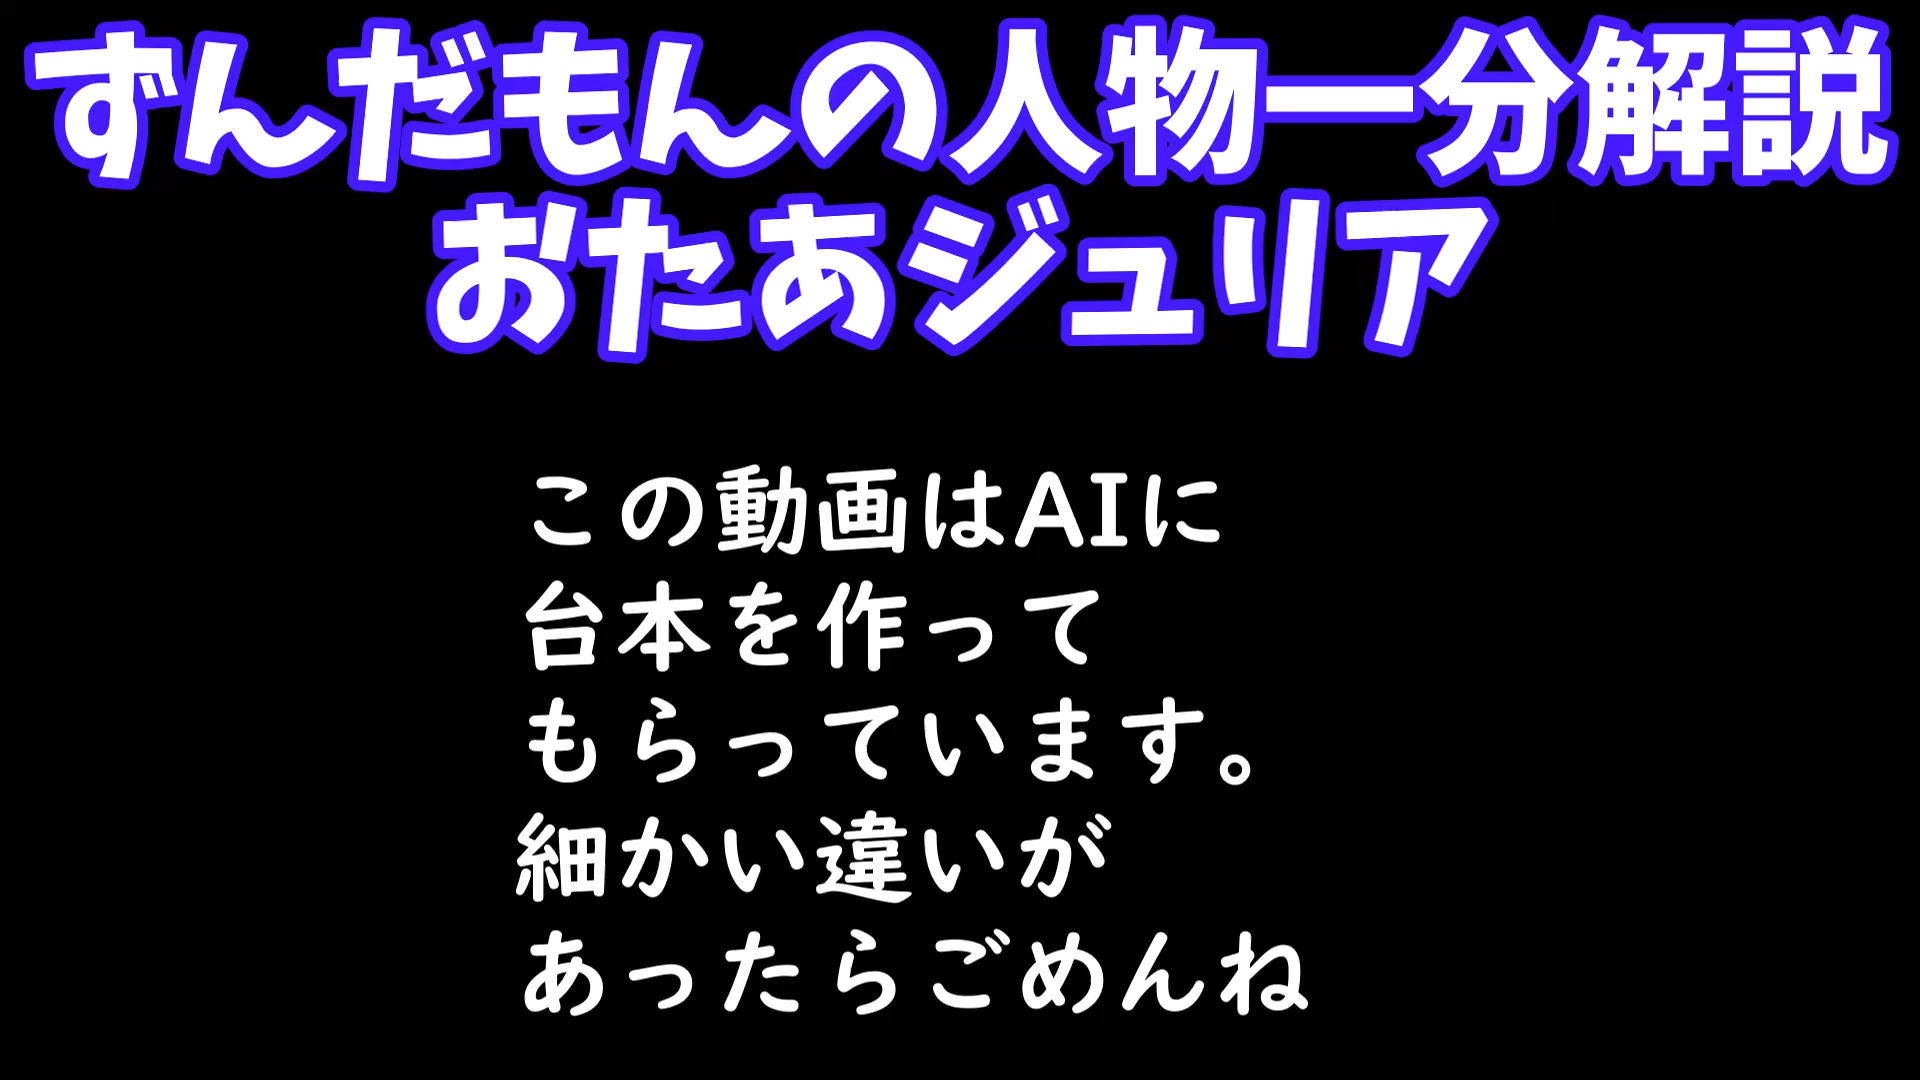 ずんだもんの人物一分解説
おたあジュリア
この動画はAIに
台本を作って
もらっています。
細かい違いが
あったらごめんね